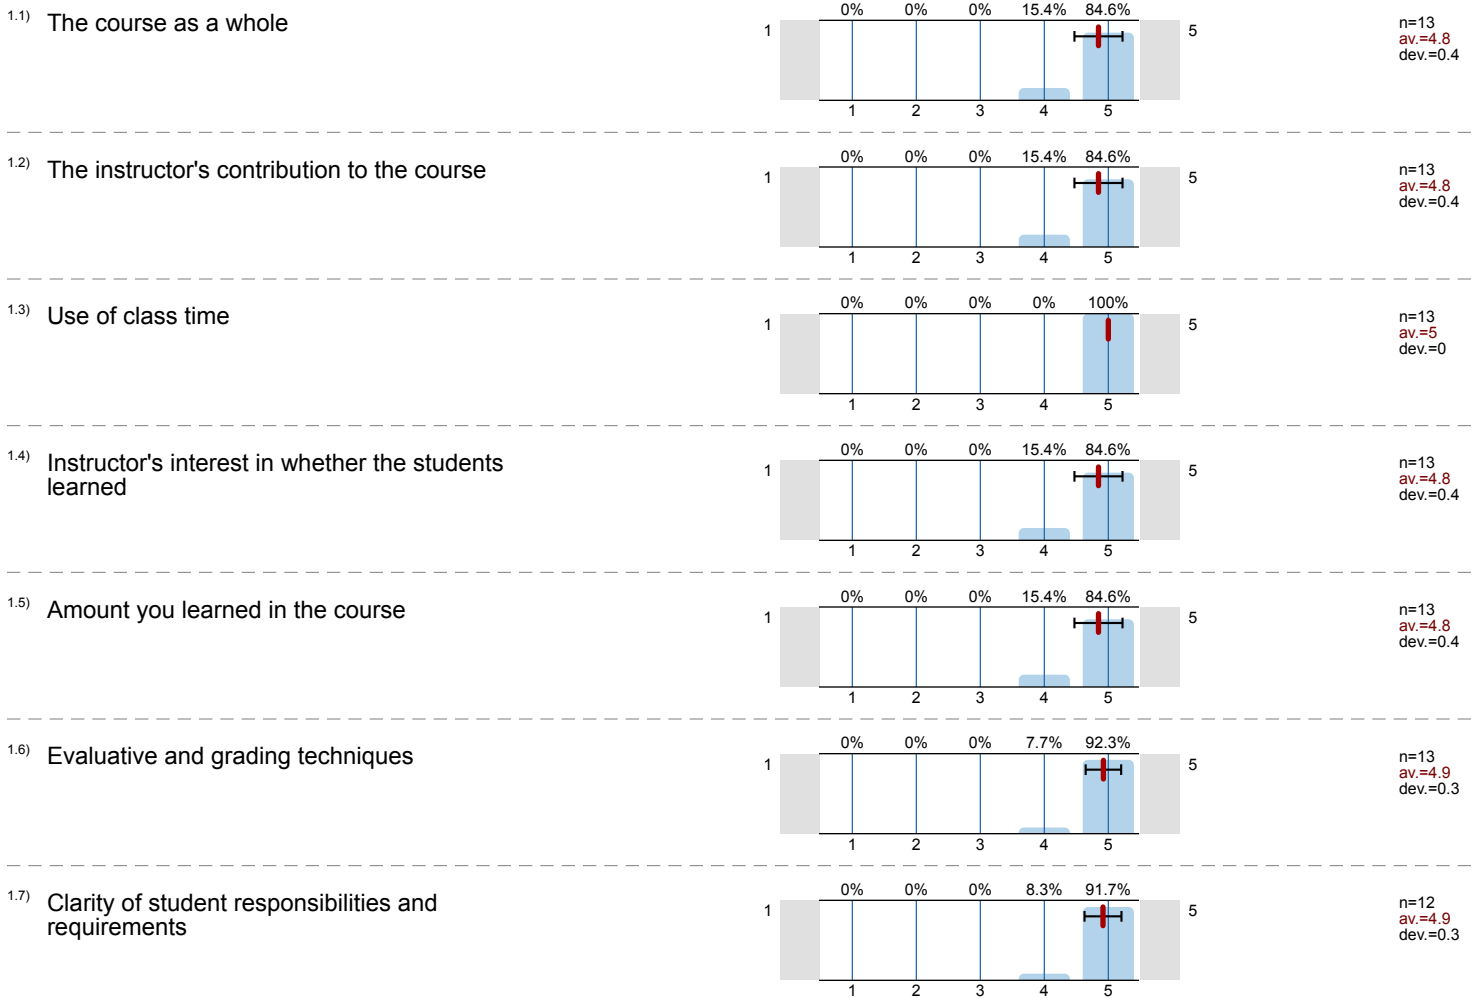 0% 0% 0% 15.4% 84.6%
1.1) The course as a whole 1 5 n=13
av.=4.8
dev.=0.4
1 2 3 4 5
0% 0% 0% 15.4% 84.6%
1.2) The instructor's contribution to the course 1 5 n=13
av.=4.8
dev.=0.4
1 2 3 4 5
0% 0% 0% 0% 100%
1.3) Use of class time 1 5 n=13
av.=5
dev.=0
1 2 3 4 5
0% 0% 0% 15.4% 84.6%
1.4) Instructor's interest in whether the students 1 5 n=13
learned av.=4.8
dev.=0.4
1 2 3 4 5
0% 0% 0% 15.4% 84.6%
1.5) Amount you learned in the course 1 5 n=13
av.=4.8
dev.=0.4
1 2 3 4 5
0% 0% 0% 7.7% 92.3%
1.6) Evaluative and grading techniques 1 5 n=13
av.=4.9
dev.=0.3
1 2 3 4 5
0% 0% 0% 8.3% 91.7%
1.7) Clarity of student responsibilities and 1 5 n=12
requirements av.=4.9
dev.=0.3
1 2 3 4 5